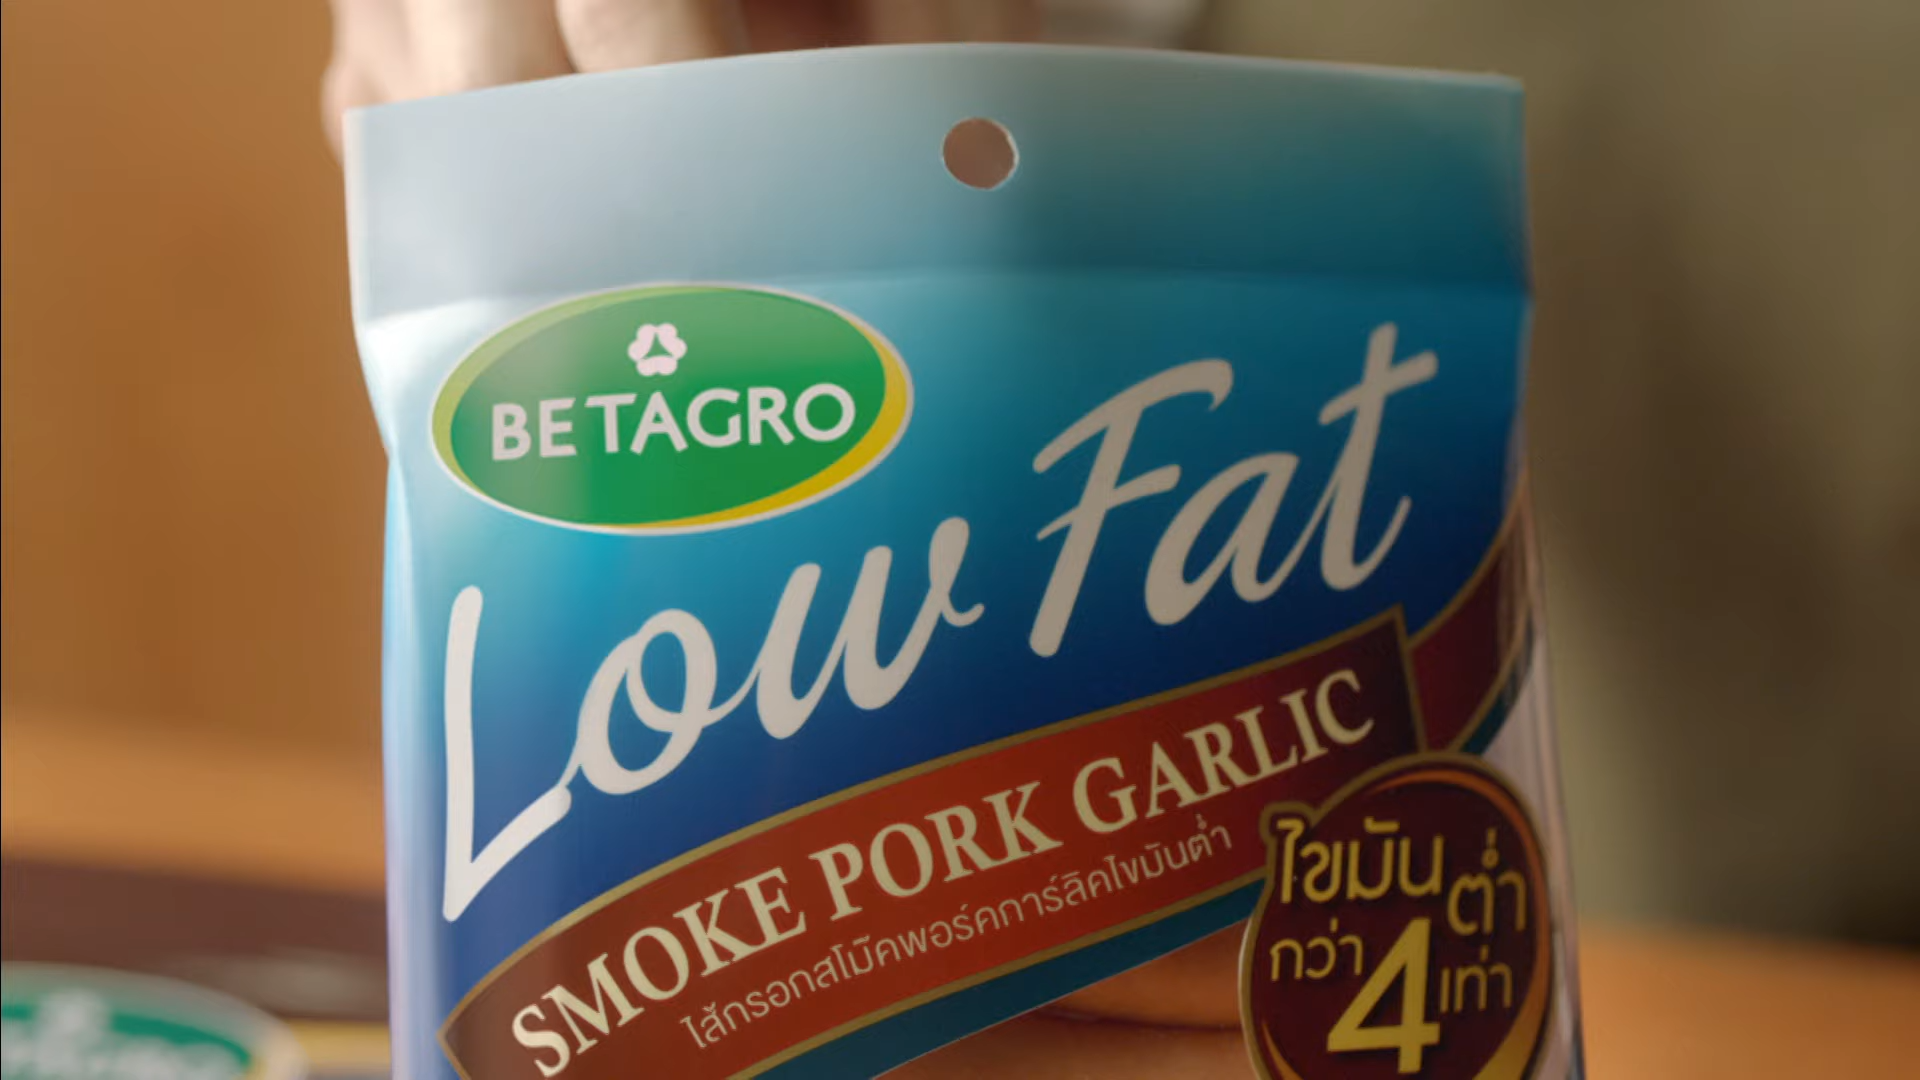 BETAGRO
Low Fat
SMOKE PORK GARLIC
ไส้กรอกสโม๊คพอร์คการ์ลิคไขมันต่ำ
ไขมันต่ำ
กว่า 4 เท่า